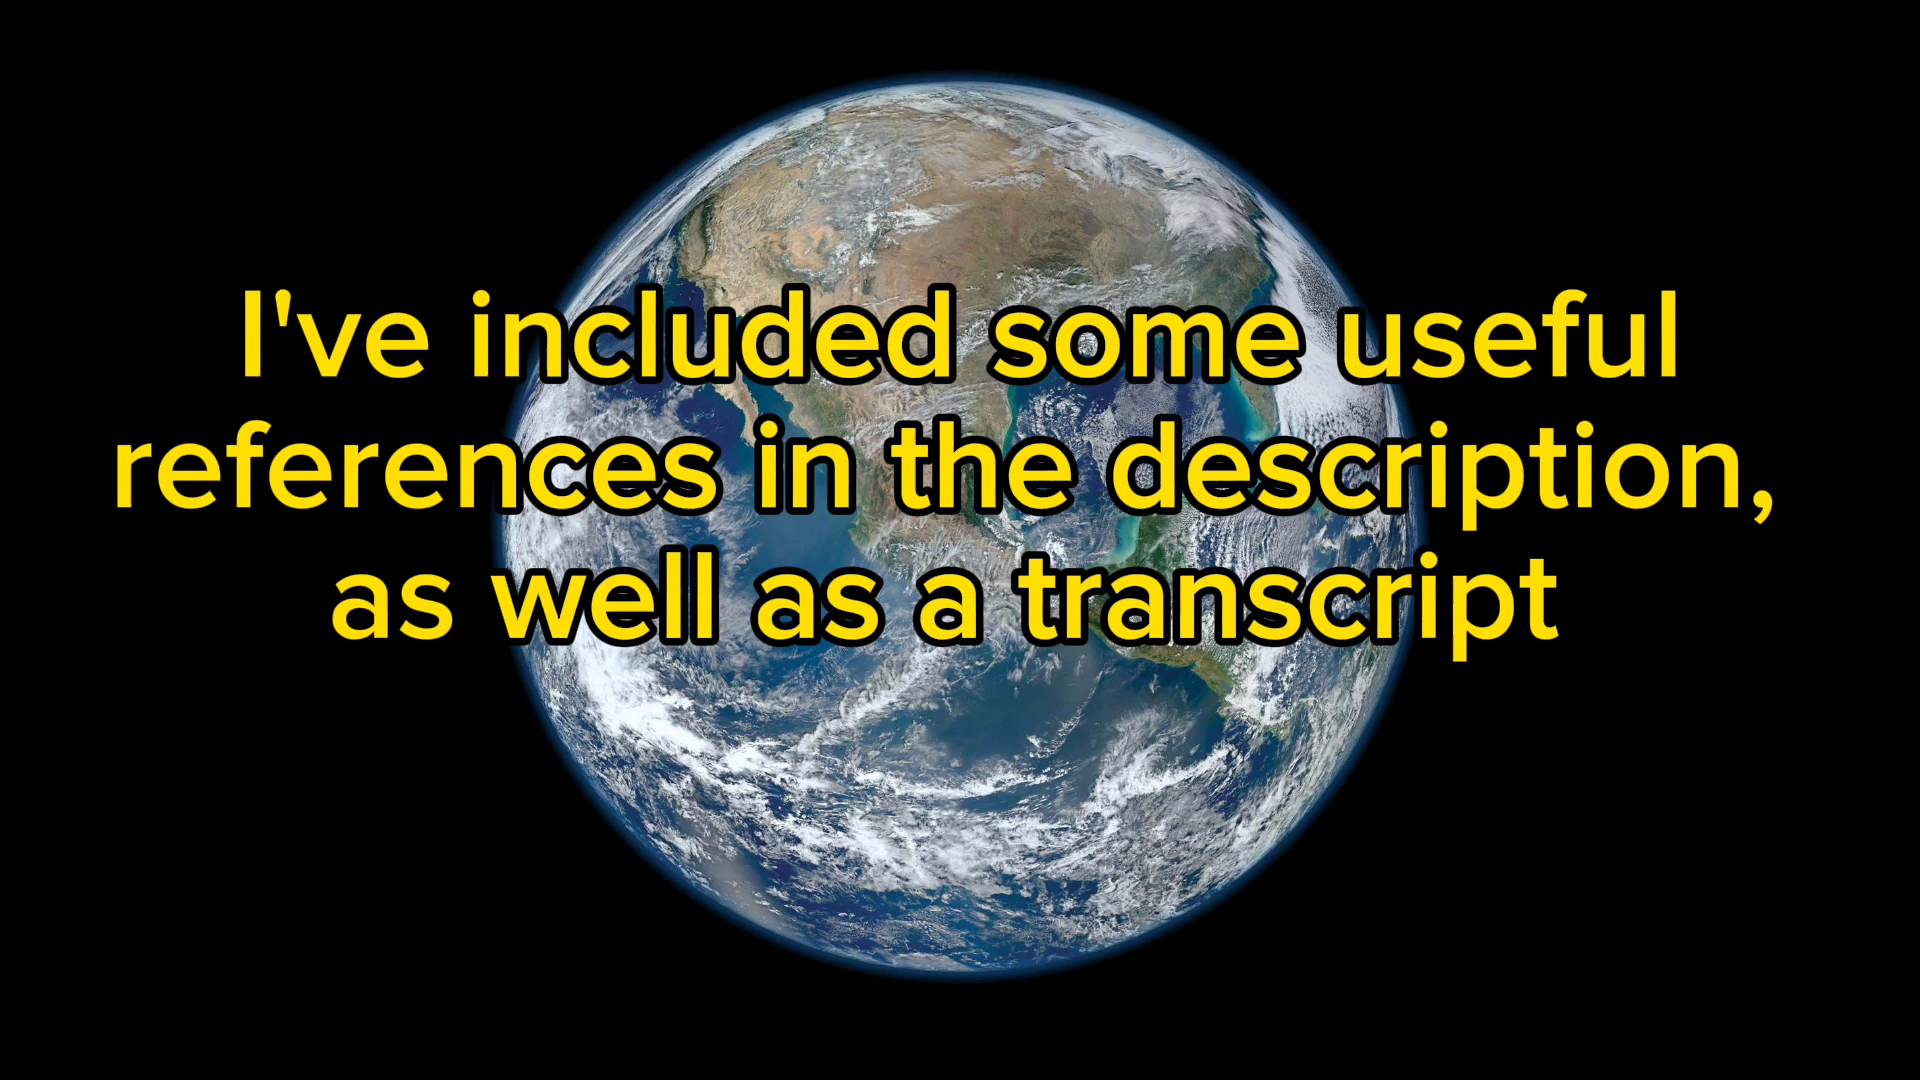 I've included some useful
references in the description,
as well as a transcript